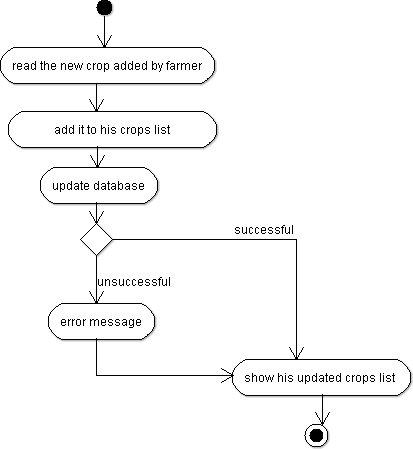 read the new crop added by farmer
add it to his crops list
update database
successful
unsuccessful
error message
show his updated crops list